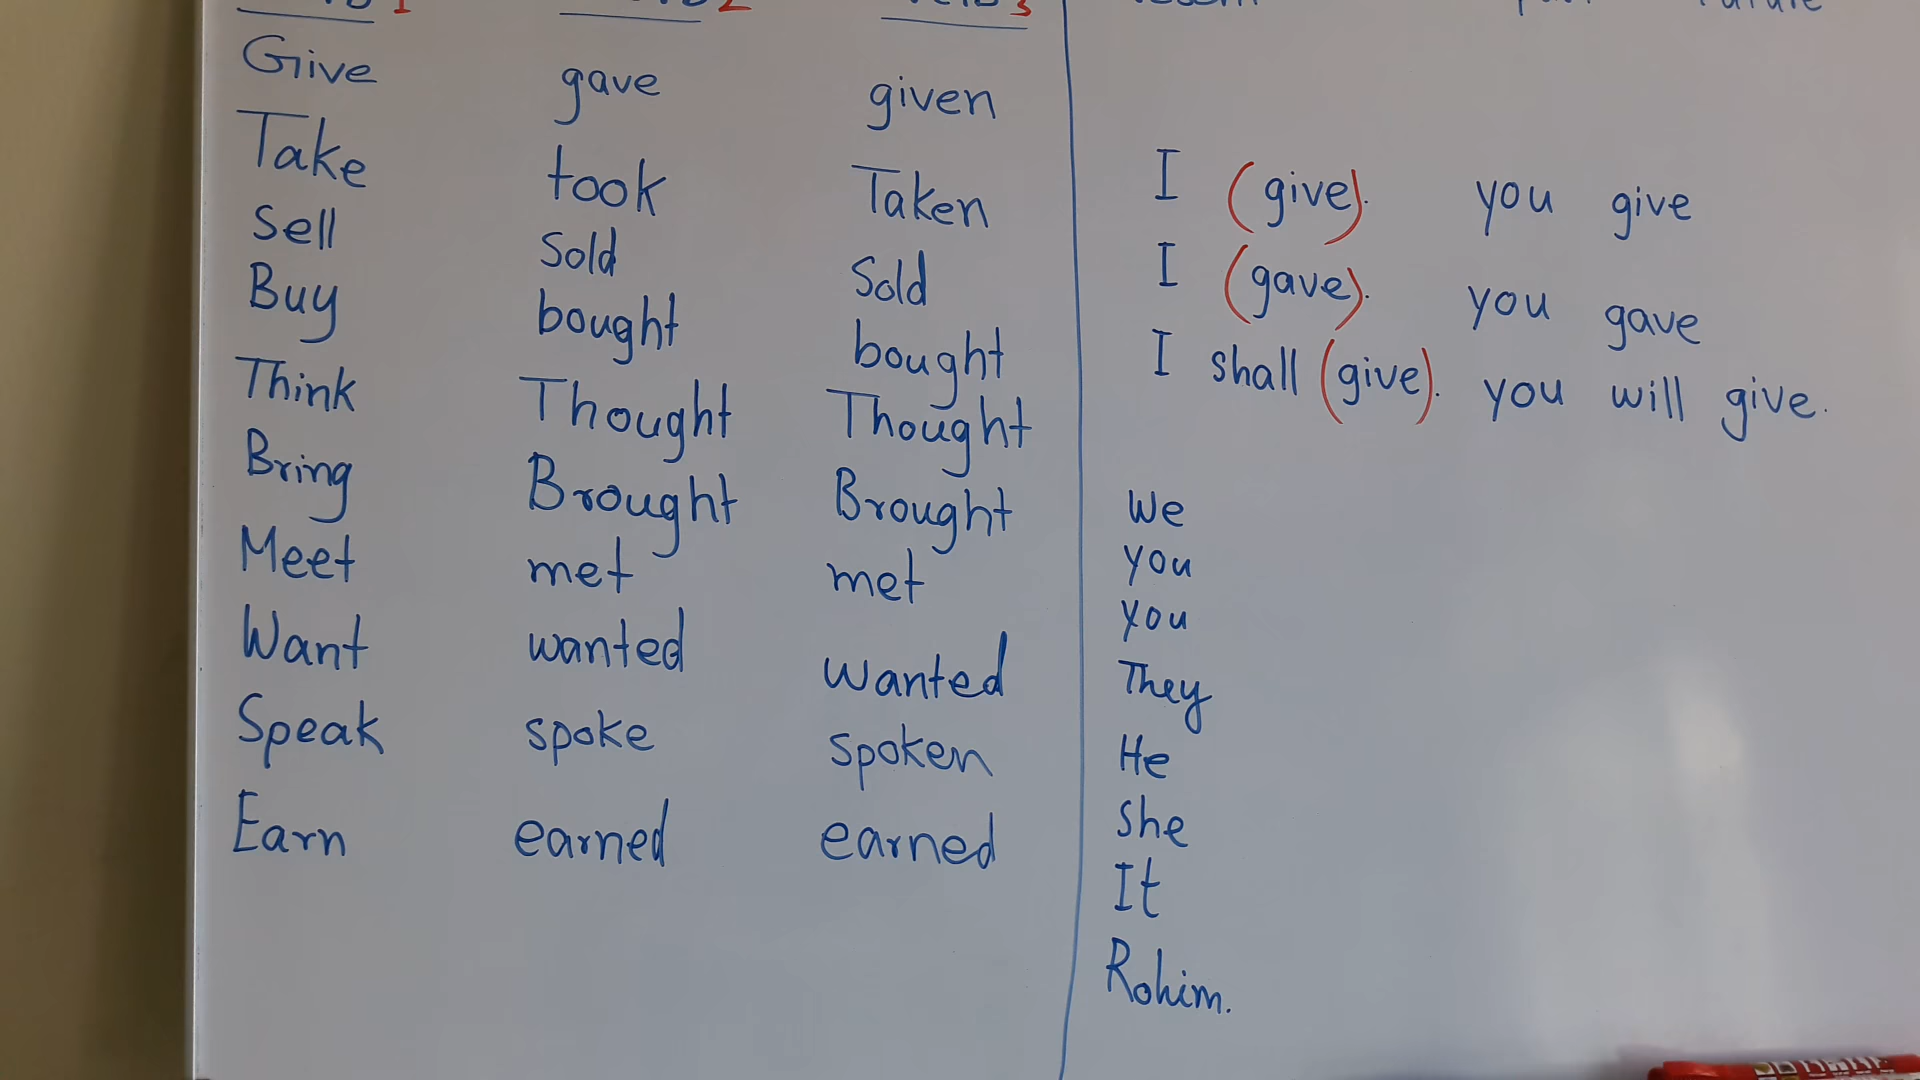 Give gave given
Take took Taken
Sell Sold Sold
Buy bought bought
Think Thought Thought
Bring Brought Brought
Meet met met
Want wanted wanted
Speak spoke spoken
Earn earned earned
I (give). you give
I (gave). you gave
I shall (give). you will give.
We
you
you
They
He
She
It
Rohim.